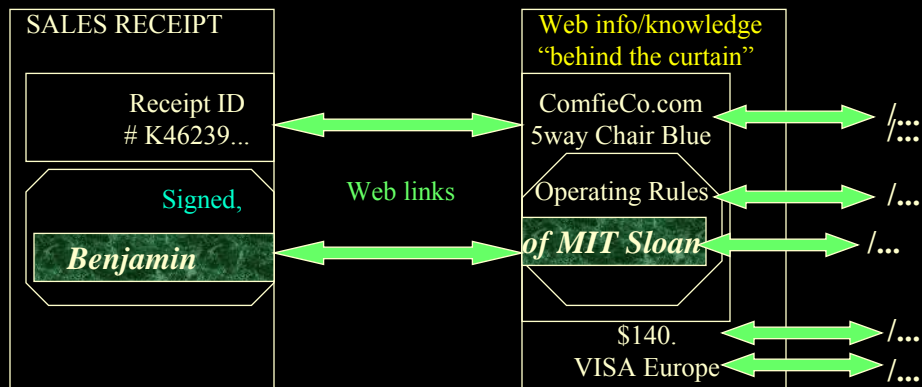 SALES RECEIPT
Receipt ID
# K46239...
Signed,
Benjamin
Web links
Web info/knowledge
“behind the curtain”
ComfieCo.com
5way Chair Blue
Operating Rules
of MIT Sloan
$140.
VISA Europe
/...
/...
/...
/...
/...
/...